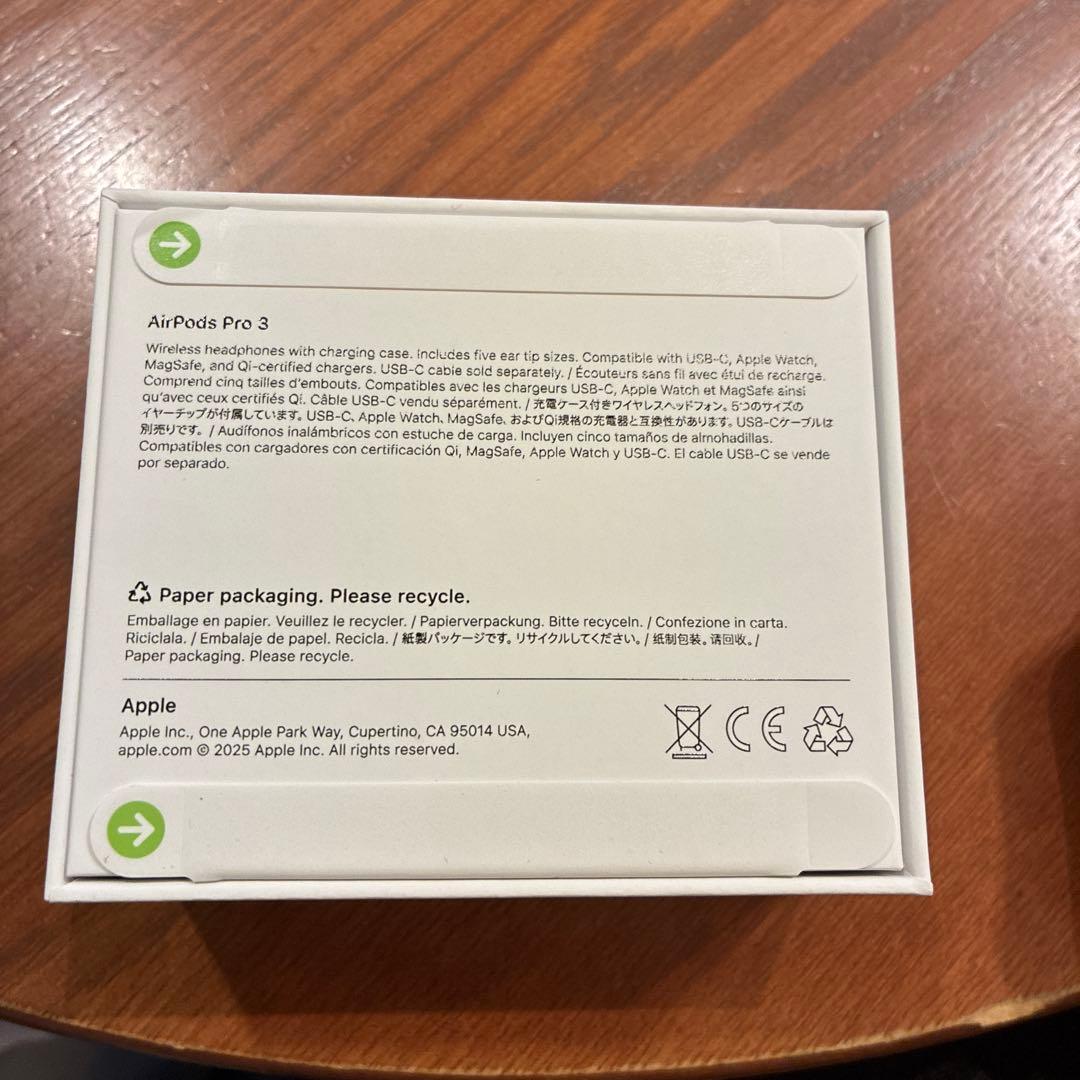 AirPods Pro 3
Wireless headphones with charging case. Includes five ear tip sizes. Compatible with USB-C, Apple Watch,
MagSafe, and Qi-certified chargers. USB-C cable sold separately. / Écouteurs sans fil avec étui de recharge.
Comprend cinq tailles d'embouts. Compatibles avec les chargeurs USB-C, Apple Watch et MagSafe ainsi
qu'avec ceux certifiés Qi. Câble USB-C vendu séparément. / 充電ケース付きワイヤレスヘッドフォン。5つのサイズの
イヤーチップが付属しています。USB-C、Apple Watch、MagSafe、およびQi規格の充電器と互換性があります。USB-Cケーブルは
別売りです。 / Audífonos inalámbricos con estuche de carga. Incluyen cinco tamaños de almohadillas.
Compatibles con cargadores con certificación Qi, MagSafe, Apple Watch y USB-C. El cable USB-C se vende
por separado.
Paper packaging. Please recycle.
Emballage en papier. Veuillez le recycler. / Papierverpackung. Bitte recyceln. / Confezione in carta.
Riciclala. / Embalaje de papel. Recicla. / 紙製パッケージです。リサイクルしてください。/ 纸制包装。请回收。/
Paper packaging. Please recycle.
Apple
Apple Inc., One Apple Park Way, Cupertino, CA 95014 USA,
apple.com © 2025 Apple Inc. All rights reserved.
CE